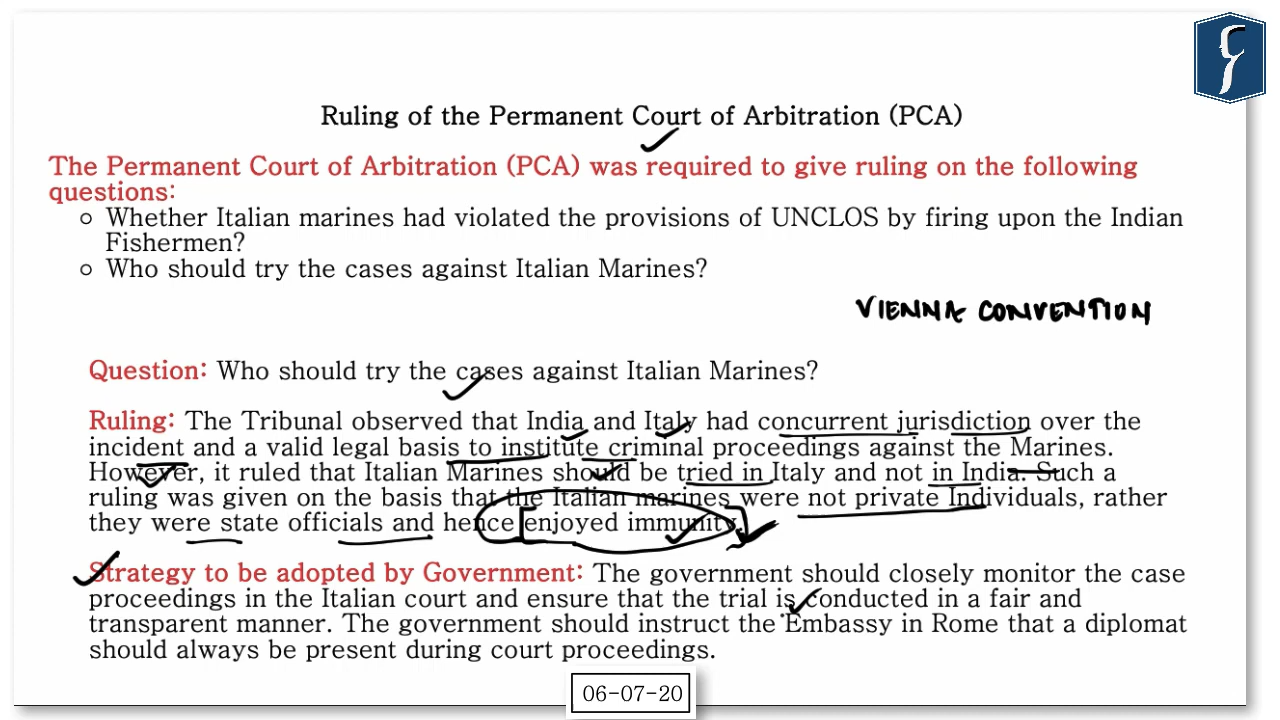 Ruling of the Permanent Court of Arbitration (PCA)
The Permanent Court of Arbitration (PCA) was required to give ruling on the following
questions:
o Whether Italian marines had violated the provisions of UNCLOS by firing upon the Indian
Fishermen?
o Who should try the cases against Italian Marines?
VIENNA CONVENTION
Question: Who should try the cases against Italian Marines?
Ruling: The Tribunal observed that India and Italy had concurrent jurisdiction over the
incident and a valid legal basis to institute criminal proceedings against the Marines.
However, it ruled that Italian Marines should be tried in Italy and not in India. Such a
ruling was given on the basis that the Italian marines were not private Individuals, rather
they were state officials and hence enjoyed immunity.
Strategy to be adopted by Government: The government should closely monitor the case
proceedings in the Italian court and ensure that the trial is conducted in a fair and
transparent manner. The government should instruct the Embassy in Rome that a diplomat
should always be present during court proceedings.
06-07-20